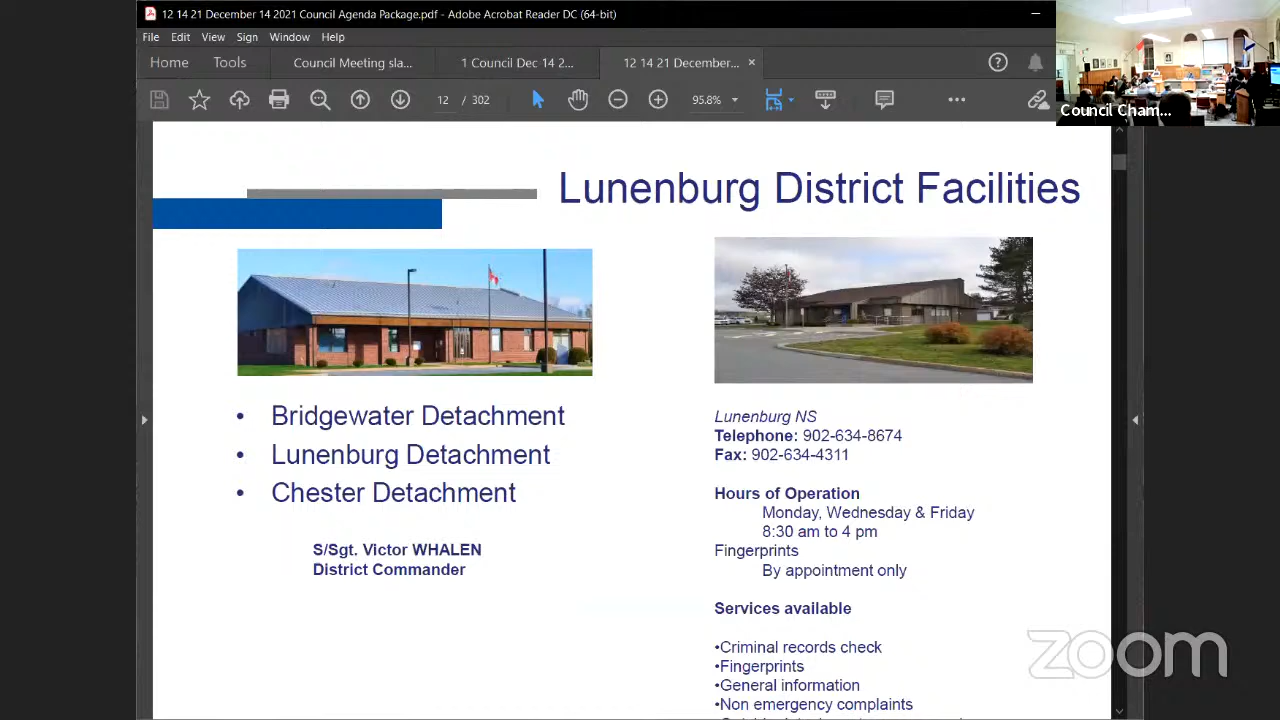 12 14 21 December 14 2021 Council Agenda Package.pdf - Adobe Acrobat Reader DC (64-bit)
File Edit View Sign Window Help
Home Tools Council Meeting sla... 1 Council Dec 14 2... 12 14 21 December... ×
12 / 302 95.8%
Council Cham...
Lunenburg District Facilities
• Bridgewater Detachment
• Lunenburg Detachment
• Chester Detachment
S/Sgt. Victor WHALEN
District Commander
Lunenburg NS
Telephone: 902-634-8674
Fax: 902-634-4311
Hours of Operation
Monday, Wednesday & Friday
8:30 am to 4 pm
Fingerprints
By appointment only
Services available
•Criminal records check
•Fingerprints
•General information
•Non emergency complaints
zoom